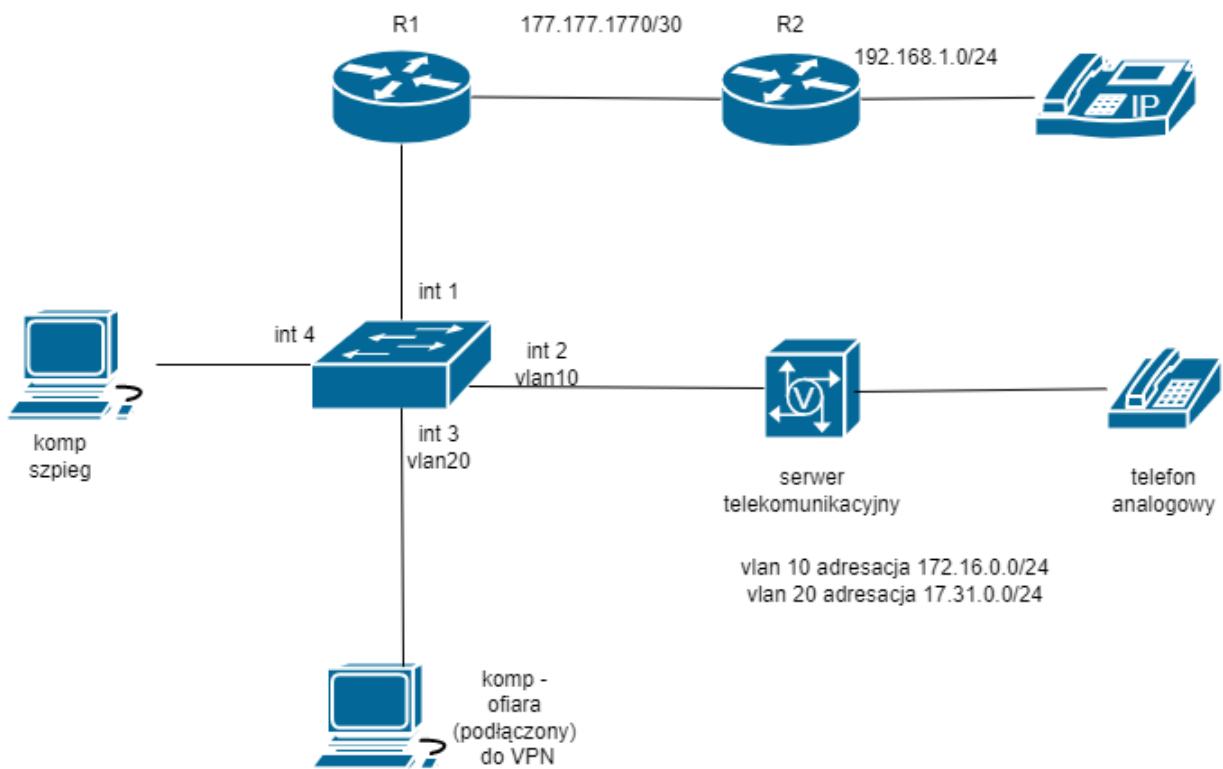 R1
177.177.1770/30
R2
192.168.1.0/24
IP
int 1
int 4
int 2
vlan10
V
komp
szpieg
int 3
vlan20
serwer
telekomunikacyjny
telefon
analogowy
vlan 10 adresacja 172.16.0.0/24
vlan 20 adresacja 17.31.0.0/24
komp -
ofiara
(podłączony)
do VPN